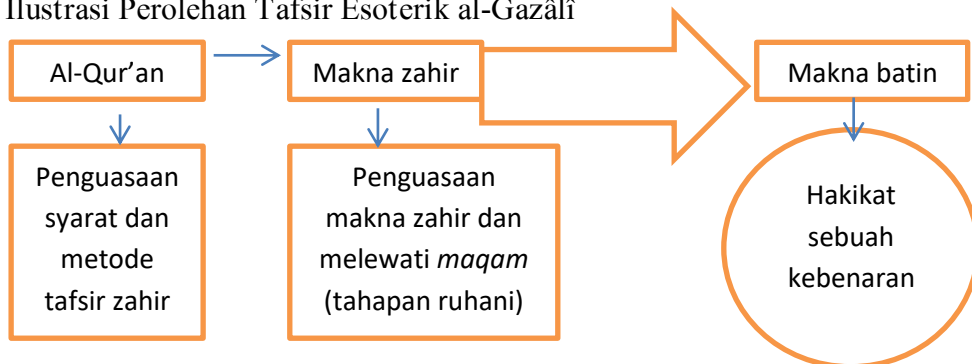 Ilustrasi Perolehan Tafsir Esoterik al-Gazâlî
Al-Qur’an
Makna zahir
Makna batin
Penguasaan
syarat dan
metode
tafsir zahir
Penguasaan
makna zahir dan
melewati maqam
(tahapan ruhani)
Hakikat
sebuah
kebenaran